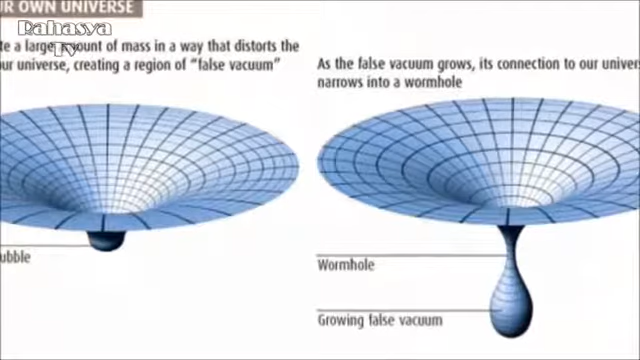 UR OWN UNIVERSE
Rahasya
Tv
te a large amount of mass in a way that distorts the
our universe, creating a region of "false vacuum"
As the false vacuum grows, its connection to our univers
narrows into a wormhole
ubble
Wormhole
Growing false vacuum